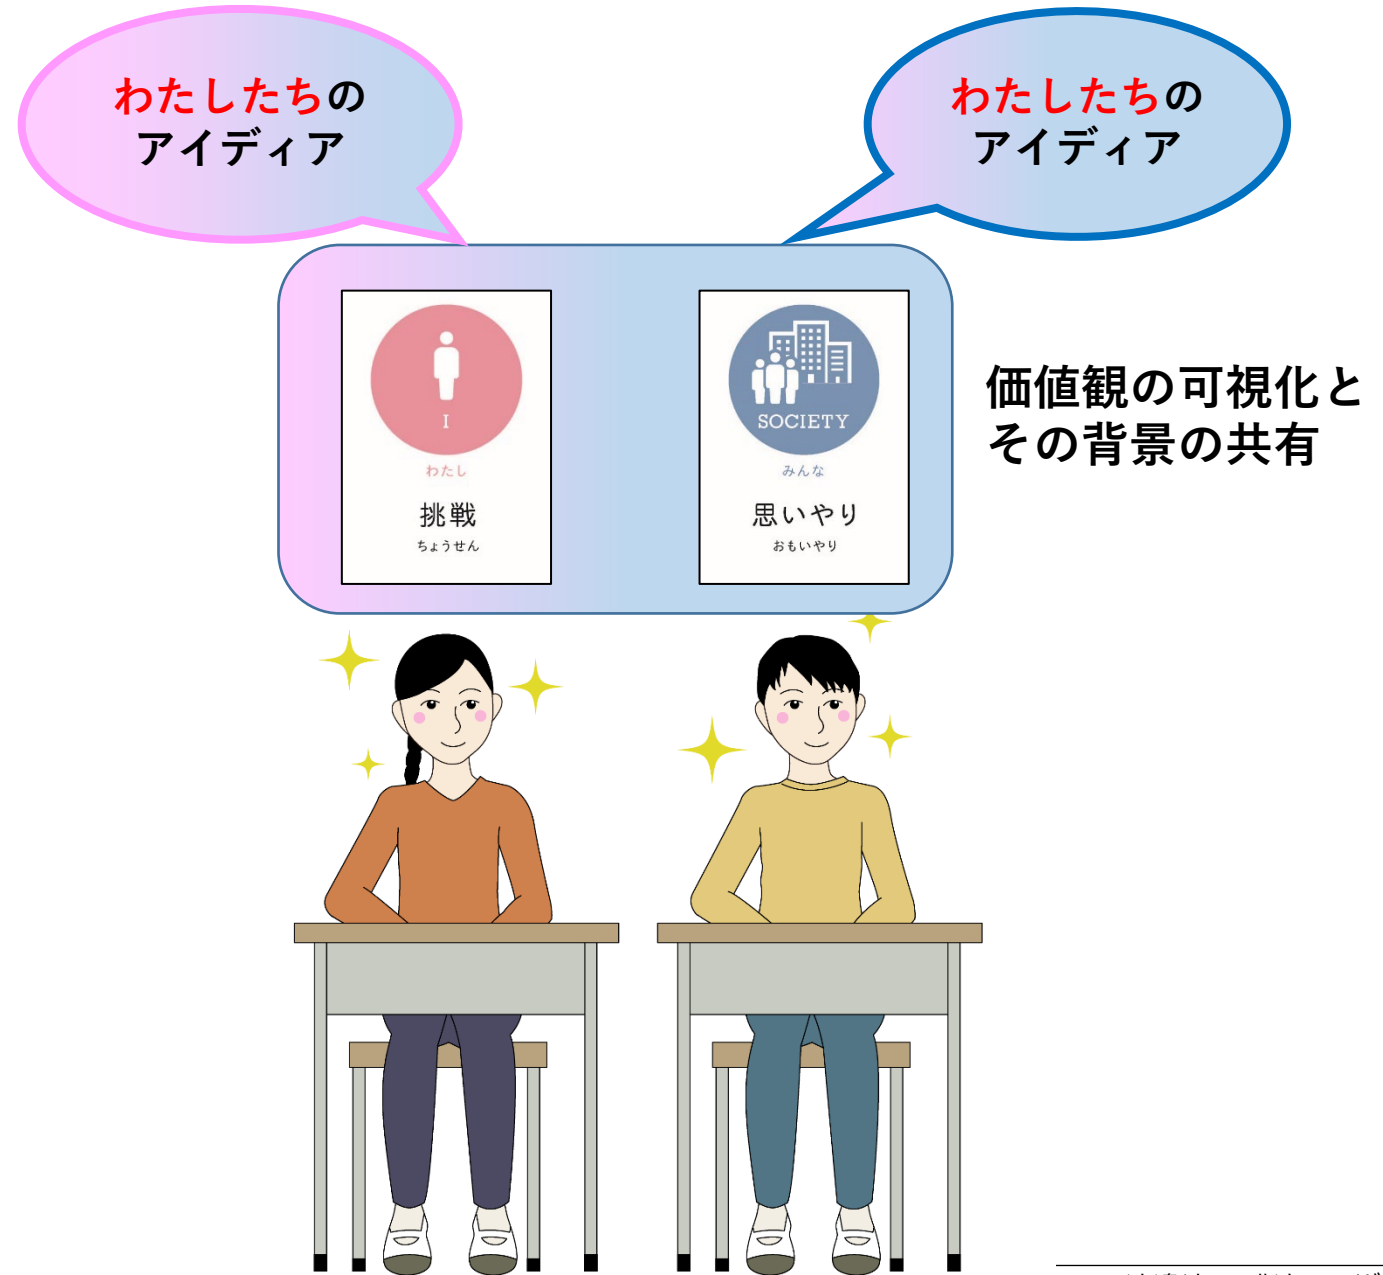 わたしたちの
アイディア
わたしたちの
アイディア
I
わたし
挑戦
ちょうせん
SOCIETY
みんな
思いやり
おもいやり
価値観の可視化と
その背景の共有